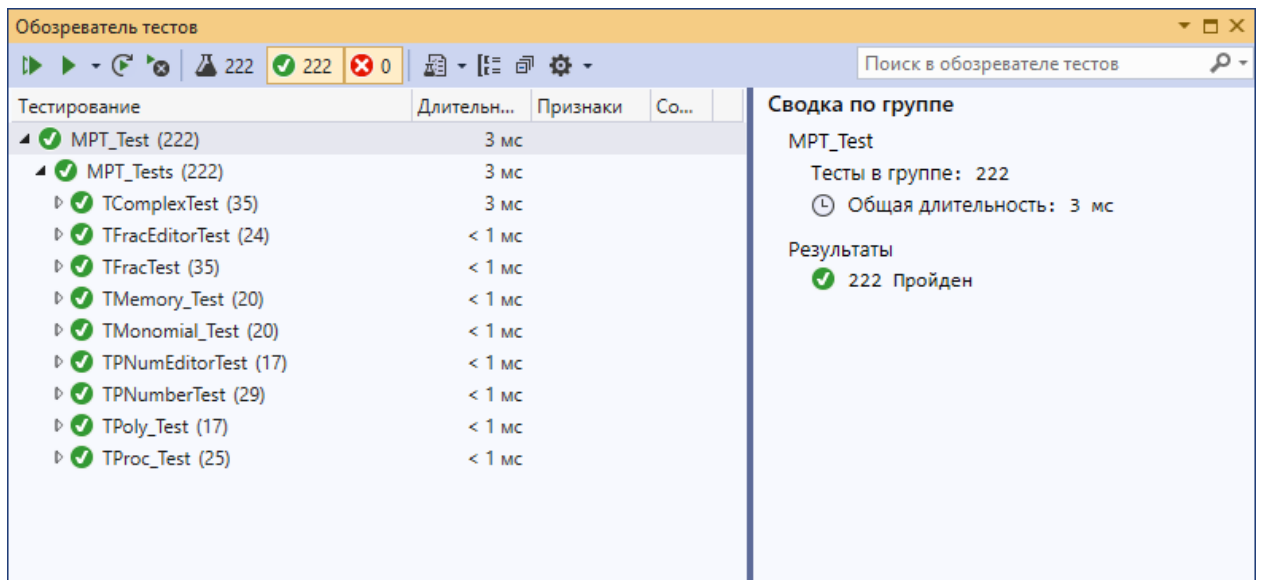 Обозреватель тестов
222 222 0 Поиск в обозревателе тестов
Тестирование Длительн... Признаки Со...
MPT_Test (222) 3 мс
MPT_Tests (222) 3 мс
TComplexTest (35) 3 мс
TFracEditorTest (24) < 1 мс
TFracTest (35) < 1 мс
TMemory_Test (20) < 1 мс
TMonomial_Test (20) < 1 мс
TPNumEditorTest (17) < 1 мс
TPNumberTest (29) < 1 мс
TPoly_Test (17) < 1 мс
TProc_Test (25) < 1 мс
Сводка по группе
MPT_Test
Тесты в группе: 222
Общая длительность: 3 мс
Результаты
222 Пройден